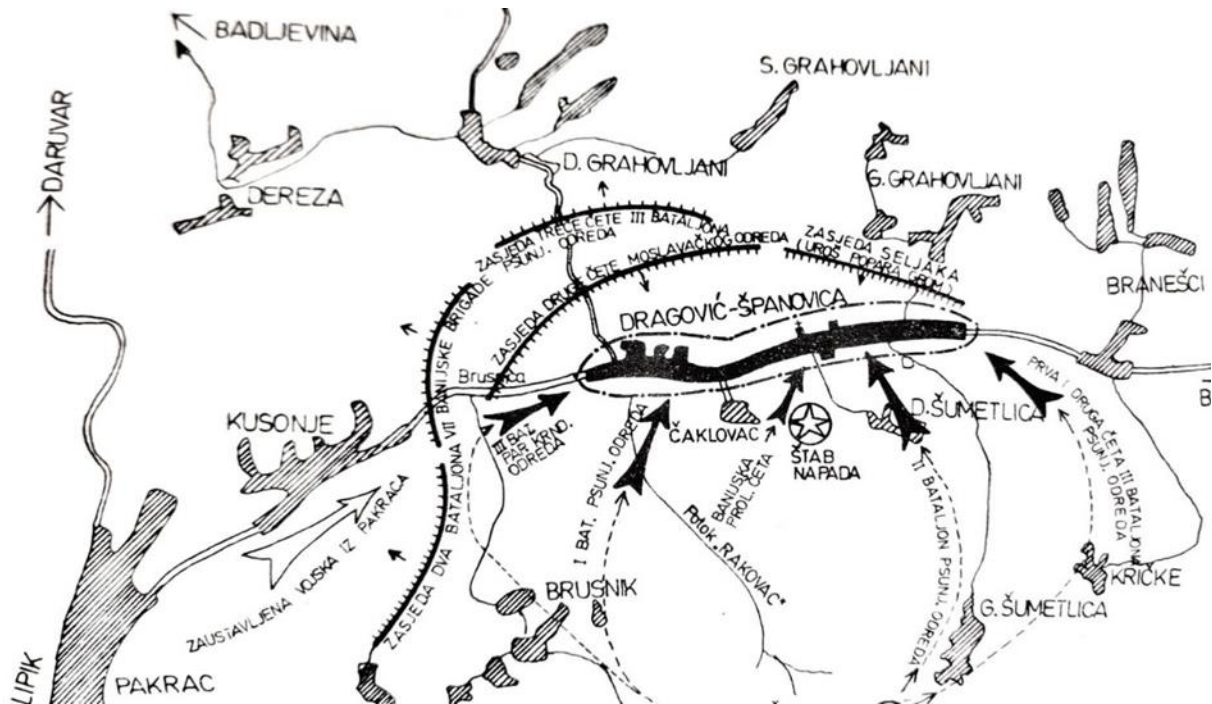 BADLJEVINA
S. GRAHOVLJANI
DARUVAR
D. GRAHOVLJANI
DEREZA
G. GRAHOVLJANI
ZASJEDA TREĆE ČETE III BATALJONA
PSUNJ. ODREDA
ZASJEDA DRUGE ČETE MOSLAVAČKOG ODREDA
ZASJEDA SELJAKA
(UROŠ POPARA
BRANEŠCI
DRAGOVIĆ-ŠPANOVICA
ZASJEDA DVA BATALJONA VII BANIJSKE BRIGADE
Brusnica
PRVA I DRUGA ČETA III BATALJONA
PSUNJ. ODREDA
B
KUSONJE
III BAT.
PAR. KRND.
ODREDA
I BAT. PSUNJ. ODREDA
ČAKLOVAC
D. ŠUMETLICA
BANIJSKA
PROL. ČETA
ŠTAB
NAPADA
II BATALJON PSUNJ. ODREDA
Potok „RAKOVAC"
ZAUSTAVLJENA VOJSKA IZ PAKRACA
BRUSNIK
KRIČKE
G. ŠUMETLICA
LIPIK
PAKRAC